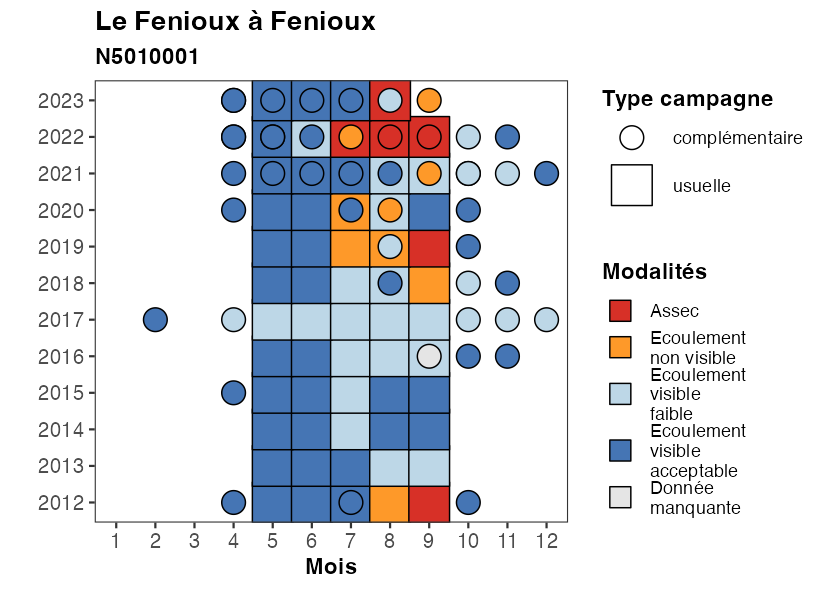 Le Fenioux à Fenioux
N5010001
2023
2022
2021
2020
2019
2018
2017
2016
2015
2014
2013
2012
1 2 3 4 5 6 7 8 9 10 11 12
Mois
Type campagne
complémentaire
usuelle
Modalités
Assec
Ecoulement
non visible
Ecoulement
visible
faible
Ecoulement
visible
acceptable
Donnée
manquante